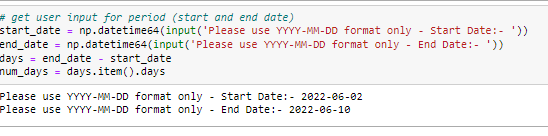 # get user input for period (start and end date)
start_date = np.datetime64(input('Please use YYYY-MM-DD format only - Start Date:- '))
end_date = np.datetime64(input('Please use YYYY-MM-DD format only - End Date:- '))
days = end_date - start_date
num_days = days.item().days
Please use YYYY-MM-DD format only - Start Date:- 2022-06-02
Please use YYYY-MM-DD format only - End Date:- 2022-06-10